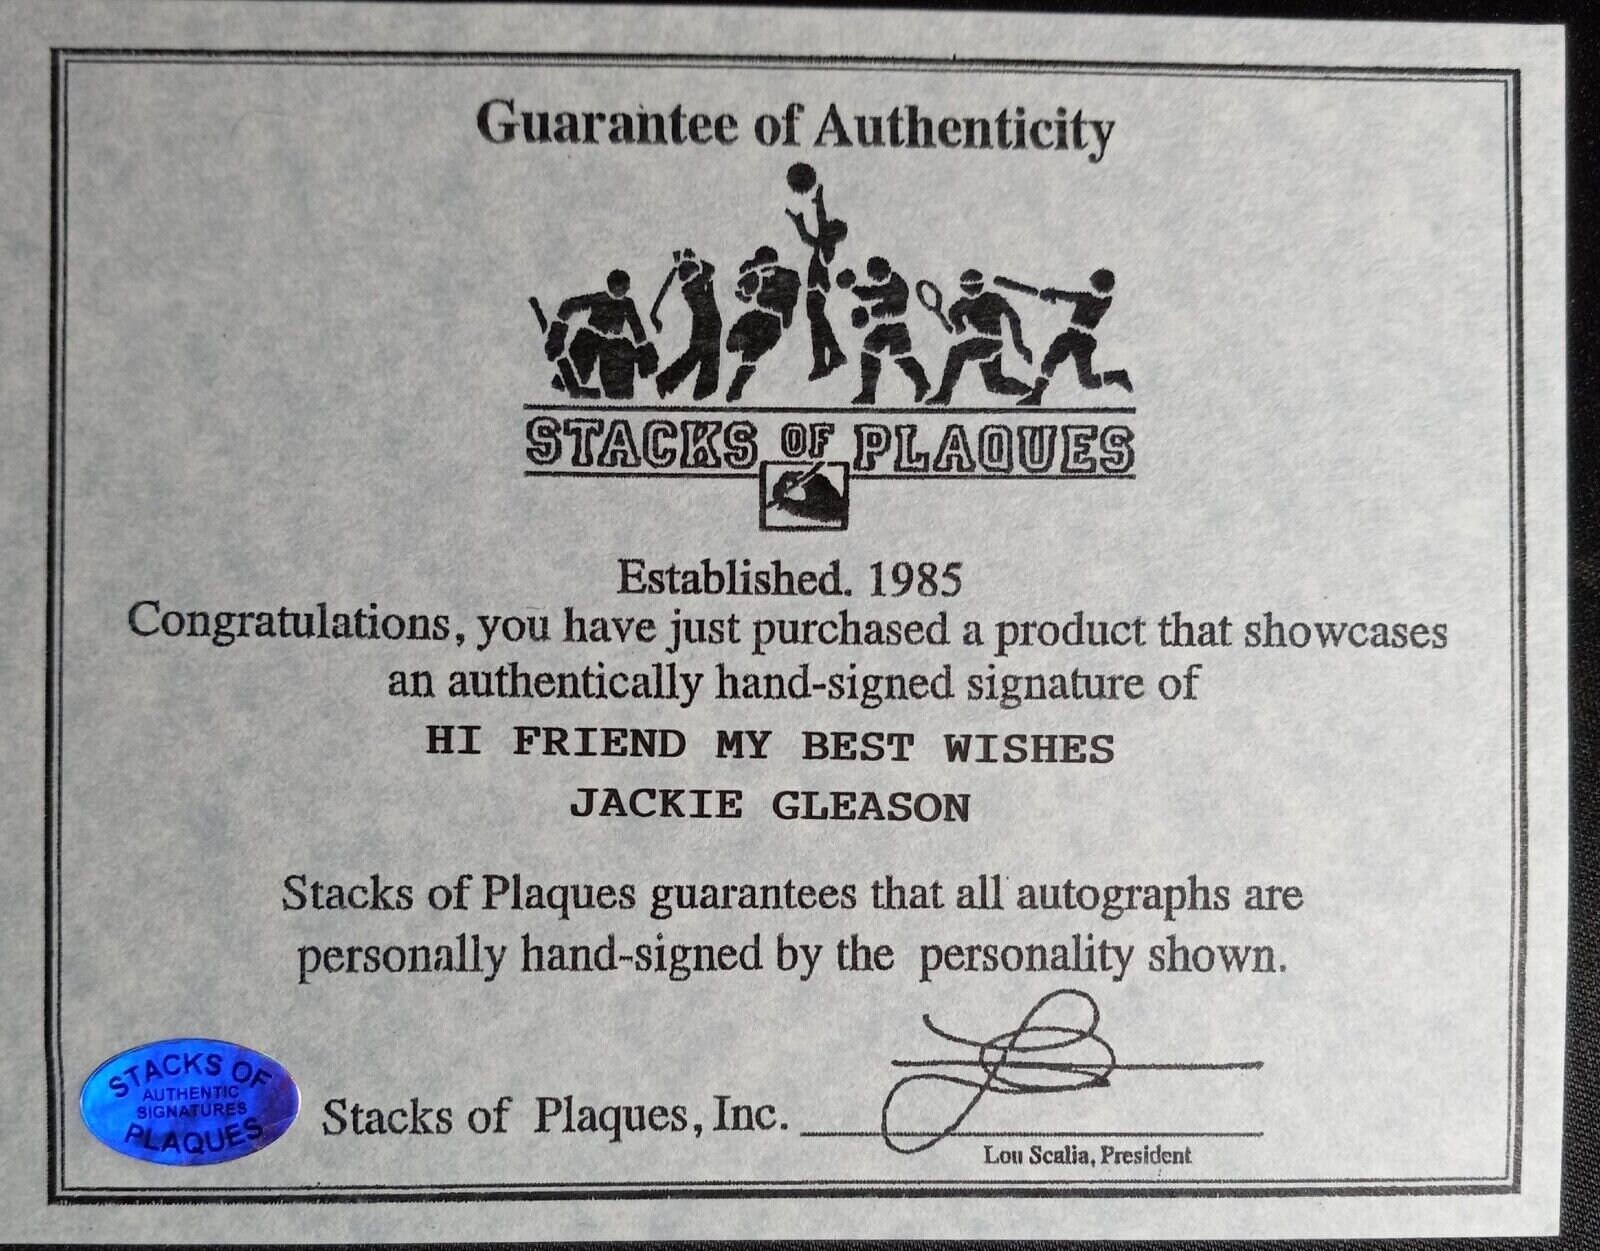 Guarantee of Authenticity
STACKS OF PLAQUES
Established. 1985
Congratulations, you have just purchased a product that showcases
an authentically hand-signed signature of
HI FRIEND MY BEST WISHES
JACKIE GLEASON
Stacks of Plaques guarantees that all autographs are
personally hand-signed by the personality shown.
STACKS OF
AUTHENTIC
SIGNATURES
PLAQUES
Stacks of Plaques, Inc.
Lou Scalia, President